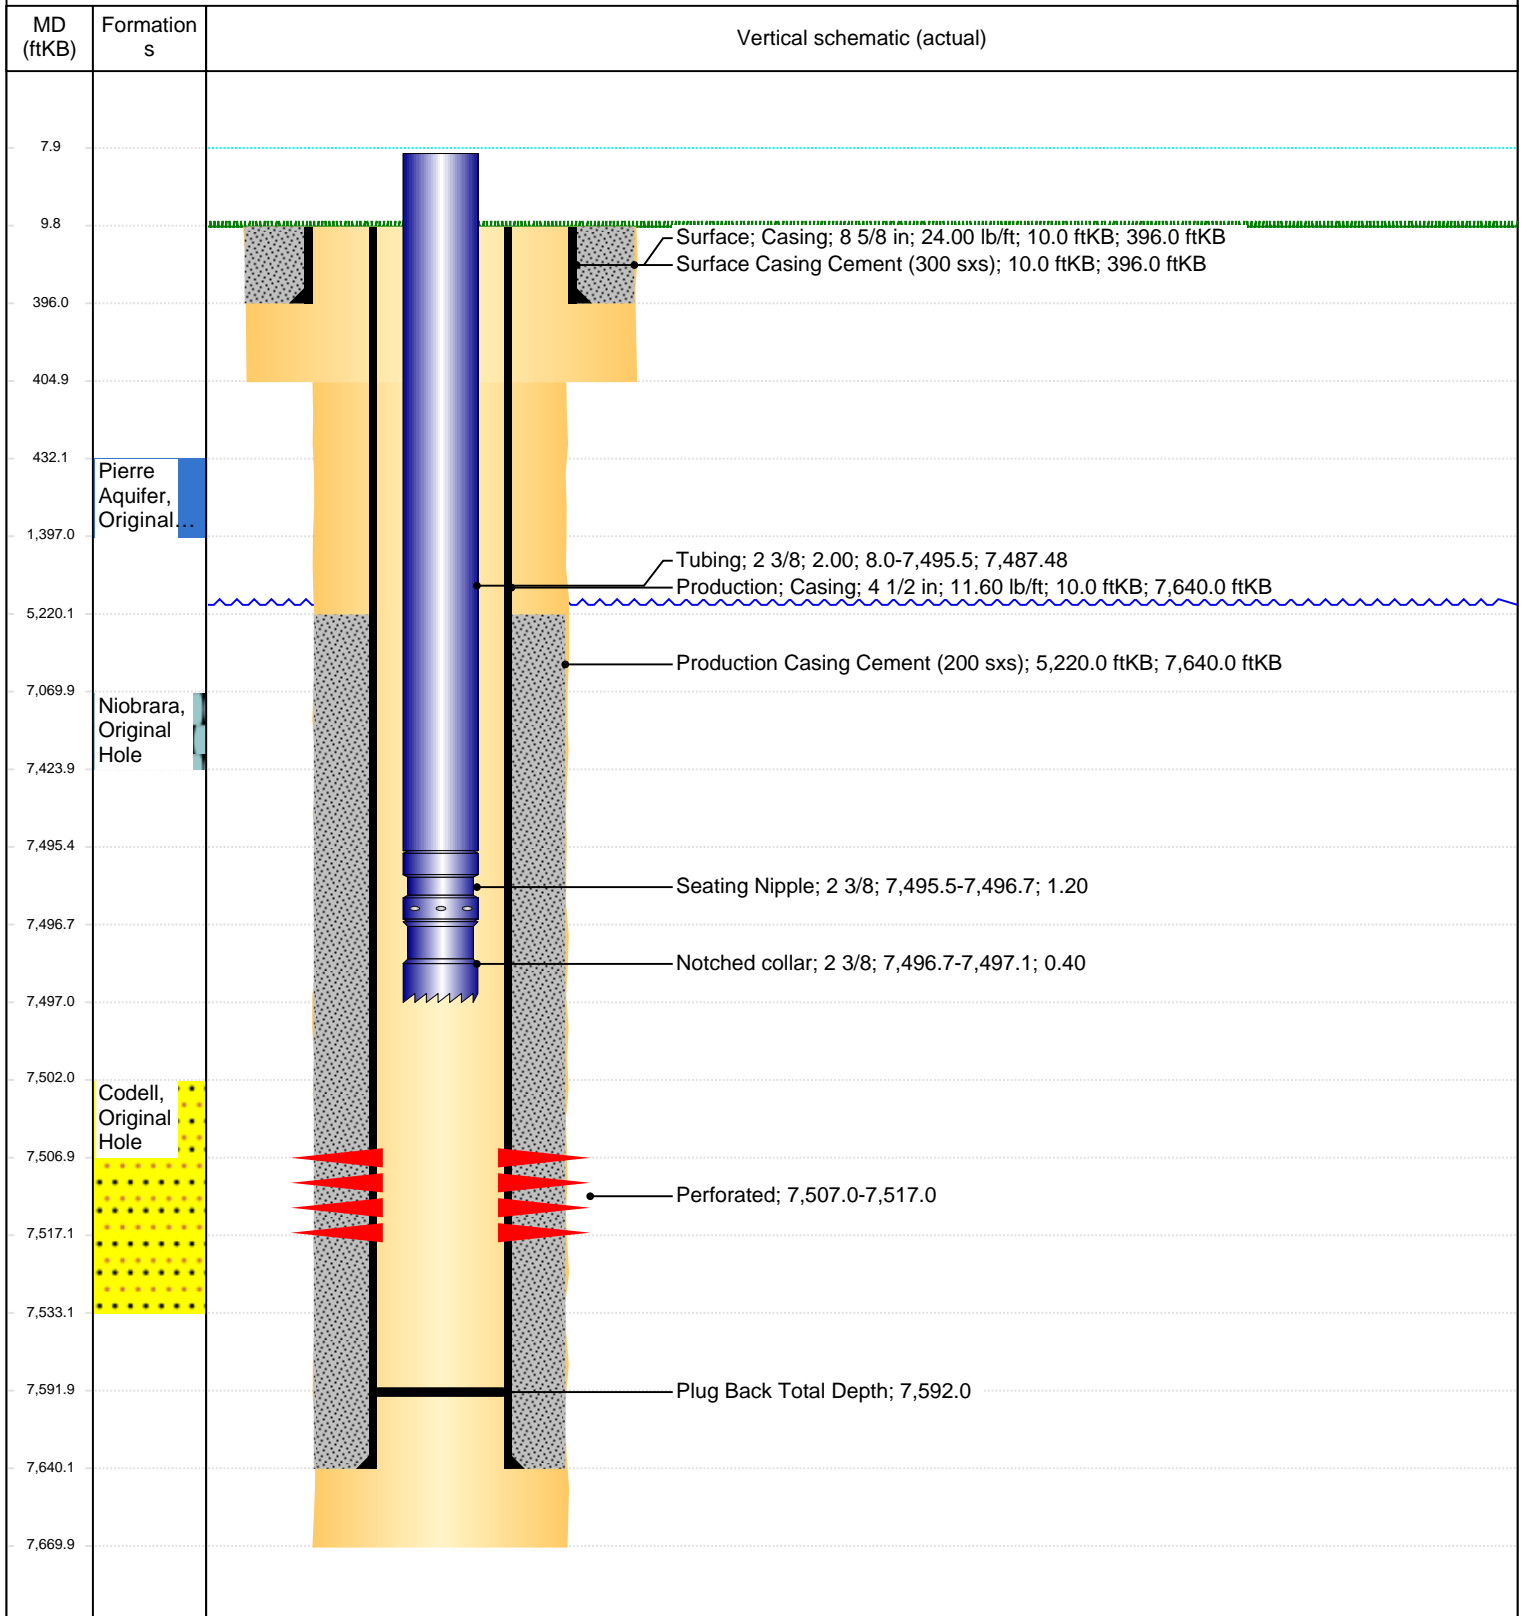 MD
(ftKB)
Formation
s
Vertical schematic (actual)
7.9
9.8
Surface; Casing; 8 5/8 in; 24.00 lb/ft; 10.0 ftKB; 396.0 ftKB
Surface Casing Cement (300 sxs); 10.0 ftKB; 396.0 ftKB
396.0
404.9
432.1
Pierre
Aquifer,
Original...
1,397.0
Tubing; 2 3/8; 2.00; 8.0-7,495.5; 7,487.48
Production; Casing; 4 1/2 in; 11.60 lb/ft; 10.0 ftKB; 7,640.0 ftKB
5,220.1
Production Casing Cement (200 sxs); 5,220.0 ftKB; 7,640.0 ftKB
7,069.9
Niobrara,
Original
Hole
7,423.9
7,495.4
Seating Nipple; 2 3/8; 7,495.5-7,496.7; 1.20
7,496.7
Notched collar; 2 3/8; 7,496.7-7,497.1; 0.40
7,497.0
7,502.0
Codell,
Original
Hole
7,506.9
Perforated; 7,507.0-7,517.0
7,517.1
7,533.1
7,591.9
Plug Back Total Depth; 7,592.0
7,640.1
7,669.9